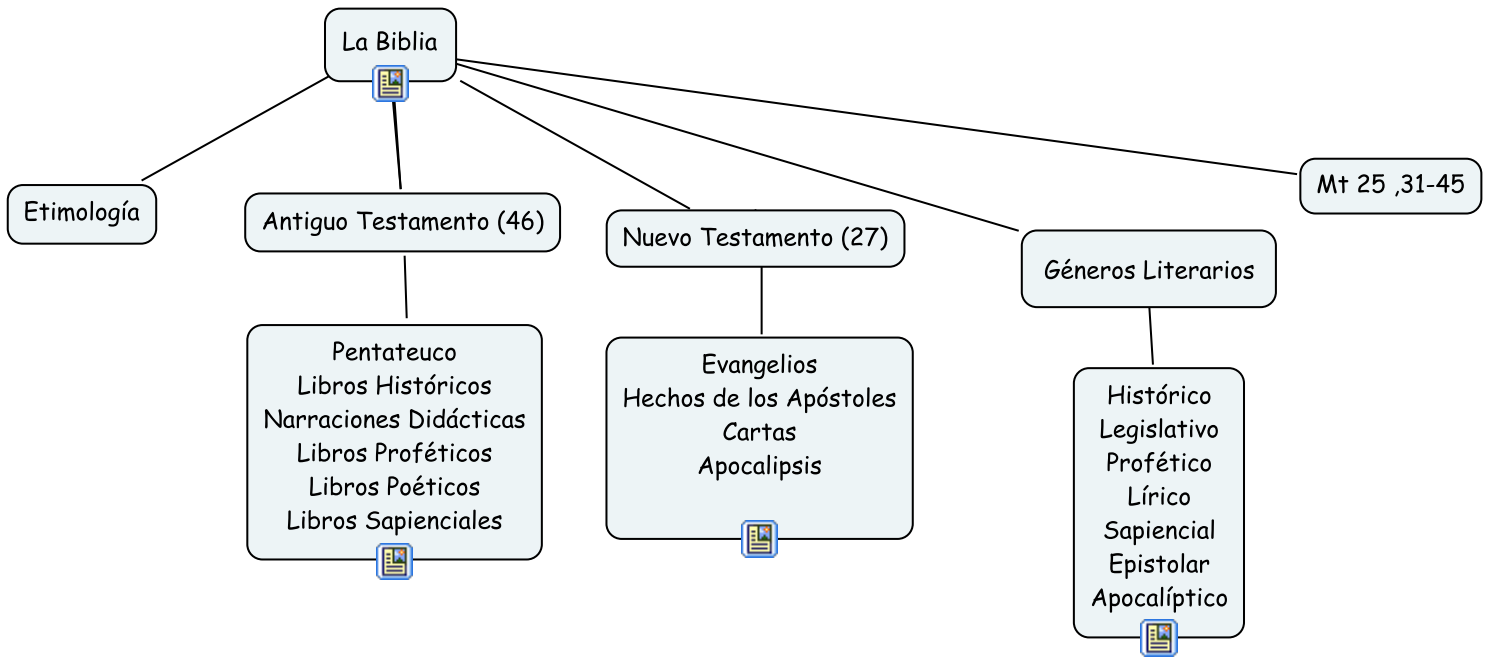 La Biblia
Etimología
Antiguo Testamento (46)
Nuevo Testamento (27)
Géneros Literarios
Mt 25 ,31-45
Pentateuco
Libros Históricos
Narraciones Didácticas
Libros Proféticos
Libros Poéticos
Libros Sapienciales
Evangelios
Hechos de los Apóstoles
Cartas
Apocalipsis
Histórico
Legislativo
Profético
Lírico
Sapiencial
Epistolar
Apocalíptico